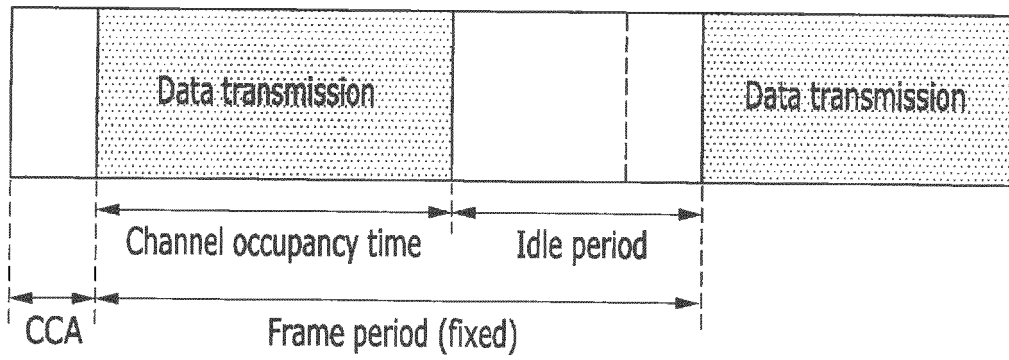 Data transmission
Data transmission
Channel occupancy time
Idle period
CCA
Frame period (fixed)